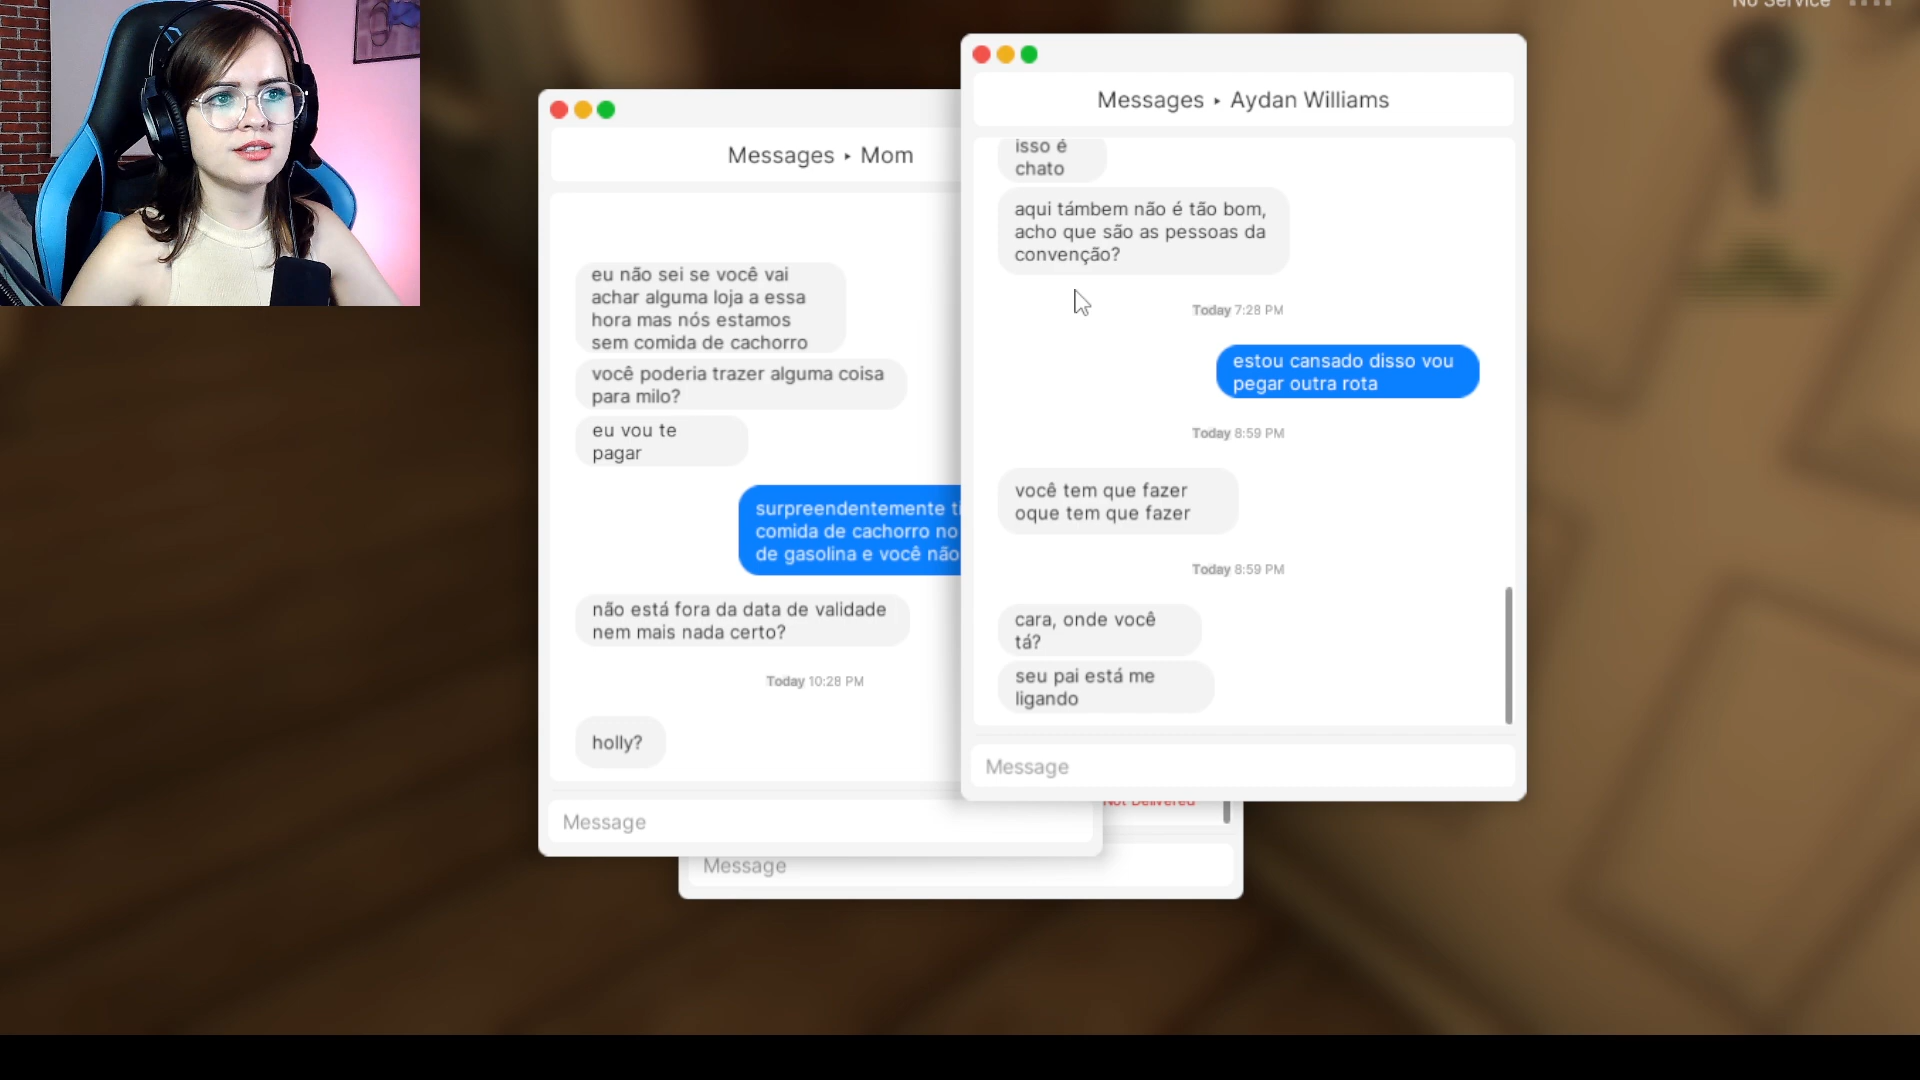 No Service
Messages ▸ Mom
eu não sei se você vai
achar alguma loja a essa
hora mas nós estamos
sem comida de cachorro
você poderia trazer alguma coisa
para milo?
eu vou te
pagar
surpreendentemente
comida de cachorro no
de gasolina e você não
não está fora da data de validade
nem mais nada certo?
Today 10:28 PM
holly?
Message
Messages ▸ Aydan Williams
isso é
chato
aqui támbem não é tão bom,
acho que são as pessoas da
convenção?
Today 7:28 PM
estou cansado disso vou
pegar outra rota
Today 8:59 PM
você tem que fazer
oque tem que fazer
Today 8:59 PM
cara, onde você
tá?
seu pai está me
ligando
Message
Not Delivered
Message